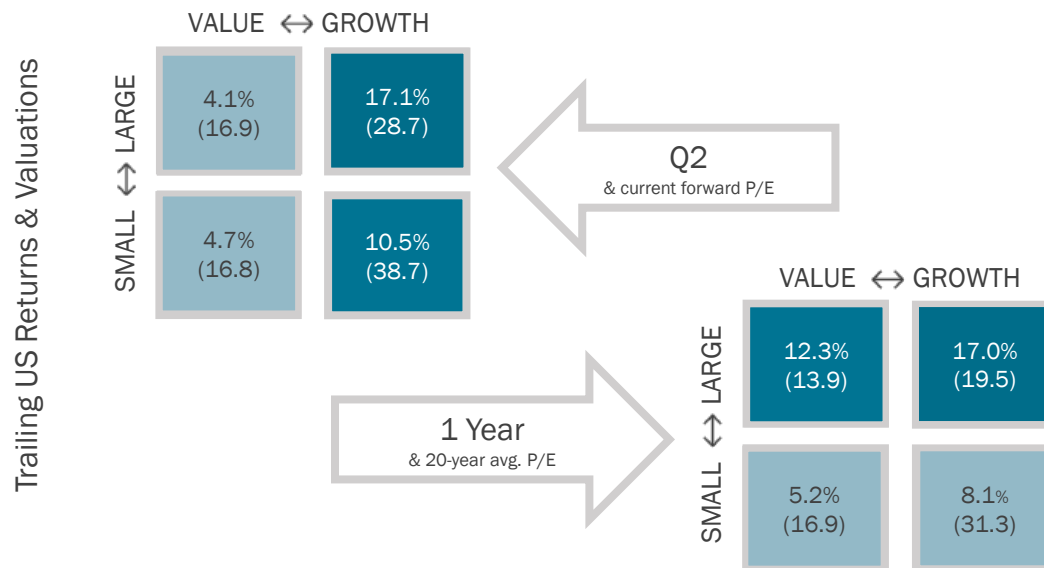 Trailing US Returns & Valuations
VALUE ↔ GROWTH
SMALL ↔ LARGE
4.1%
(16.9)
17.1%
(28.7)
4.7%
(16.8)
10.5%
(38.7)
Q2
& current forward P/E
1 Year
& 20-year avg. P/E
VALUE ↔ GROWTH
SMALL ↔ LARGE
12.3%
(13.9)
17.0%
(19.5)
5.2%
(16.9)
8.1%
(31.3)